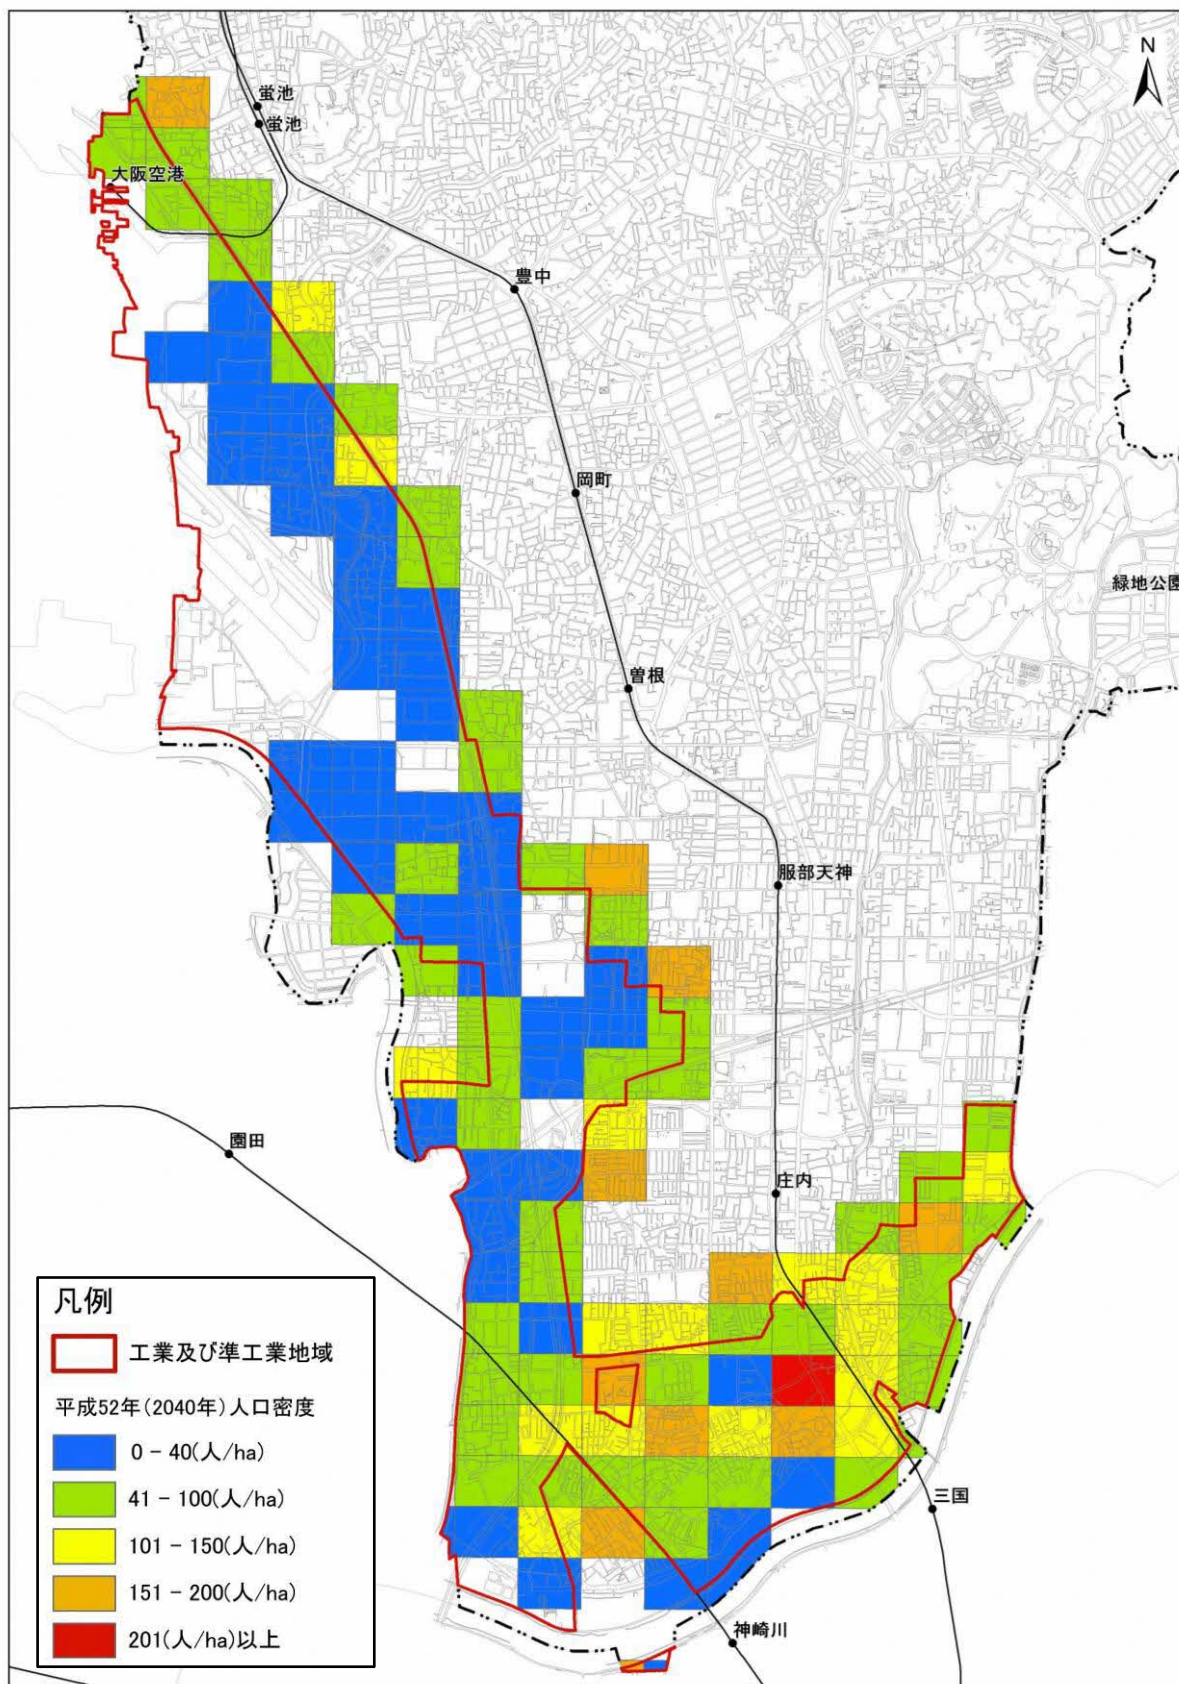 N
蛍池
蛍池
大阪空港
豊中
岡町
緑地公園
曽根
服部天神
園田
庄内
三国
神崎川
凡例
工業及び準工業地域
平成52年(2040年)人口密度
0 - 40(人/ha)
41 - 100(人/ha)
101 - 150(人/ha)
151 - 200(人/ha)
201(人/ha)以上